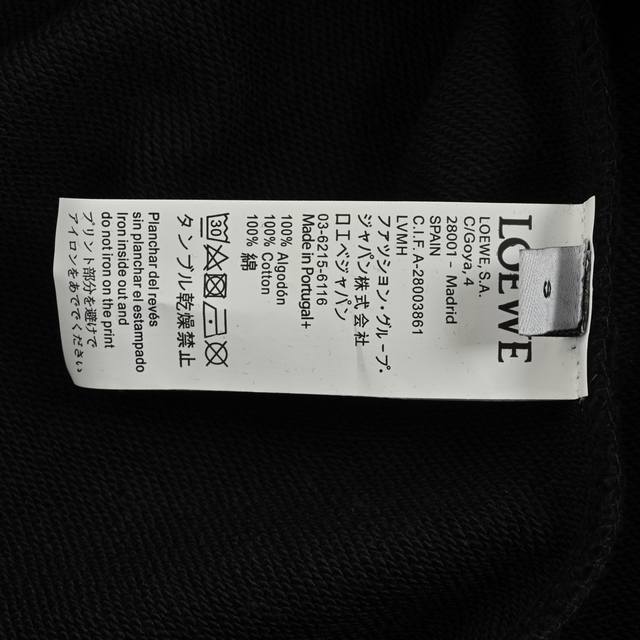 LOEWE
LOEWE, S.A.
C/Goya, 4
28001 - Madrid
SPAIN
C.I.F. A-28003861
LVMH
ファッション・グループ・
ジャパン株式会社
ロエベジャパン
03-6215-6116
Made in Portugal+
100% Algodón
100% Cotton
100% 綿
30
タンブル乾燥禁止
Planchar del revés
sin planchar el estampado
Iron inside out and
do not iron on the print
プリント部分を避けて
アイロンをあででください